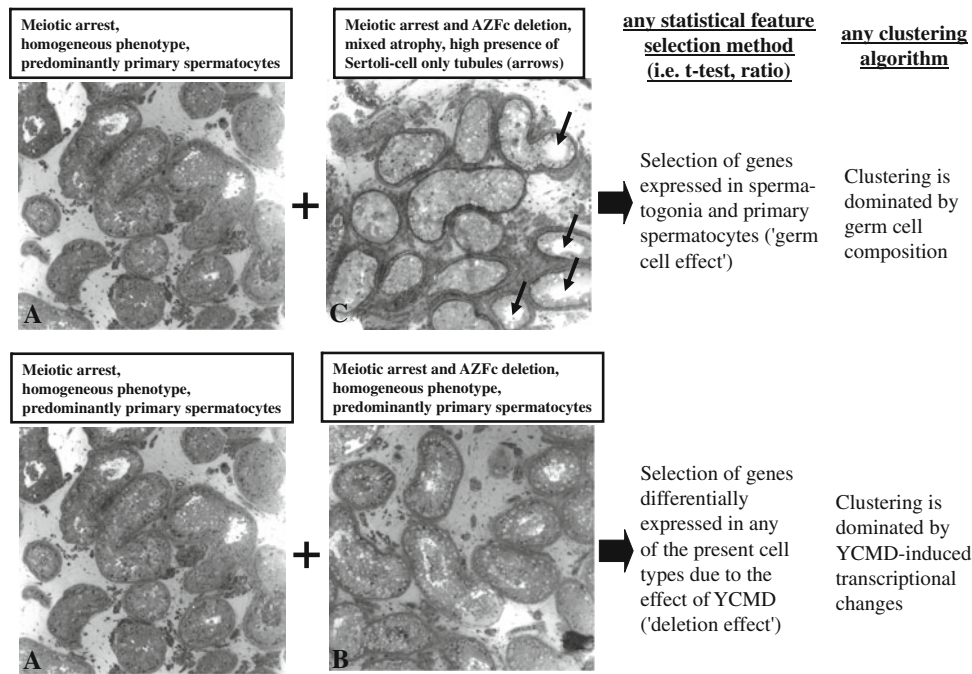 Meiotic arrest,
homogeneous phenotype,
predominantly primary spermatocytes
Meiotic arrest and AZFc deletion,
mixed atrophy, high presence of
Sertoli-cell only tubules (arrows)
any statistical feature
selection method
(i.e. t-test, ratio)
any clustering
algorithm
A
+
C
Selection of genes
expressed in sperma-
togonia and primary
spermatocytes ('germ
cell effect')
Clustering is
dominated by
germ cell
composition
Meiotic arrest,
homogeneous phenotype,
predominantly primary spermatocytes
Meiotic arrest and AZFc deletion,
homogeneous phenotype,
predominantly primary spermatocytes
A
+
B
Selection of genes
differentially
expressed in any
of the present cell
types due to the
effect of YCMD
('deletion effect')
Clustering is
dominated by
YCMD-induced
transcriptional
changes